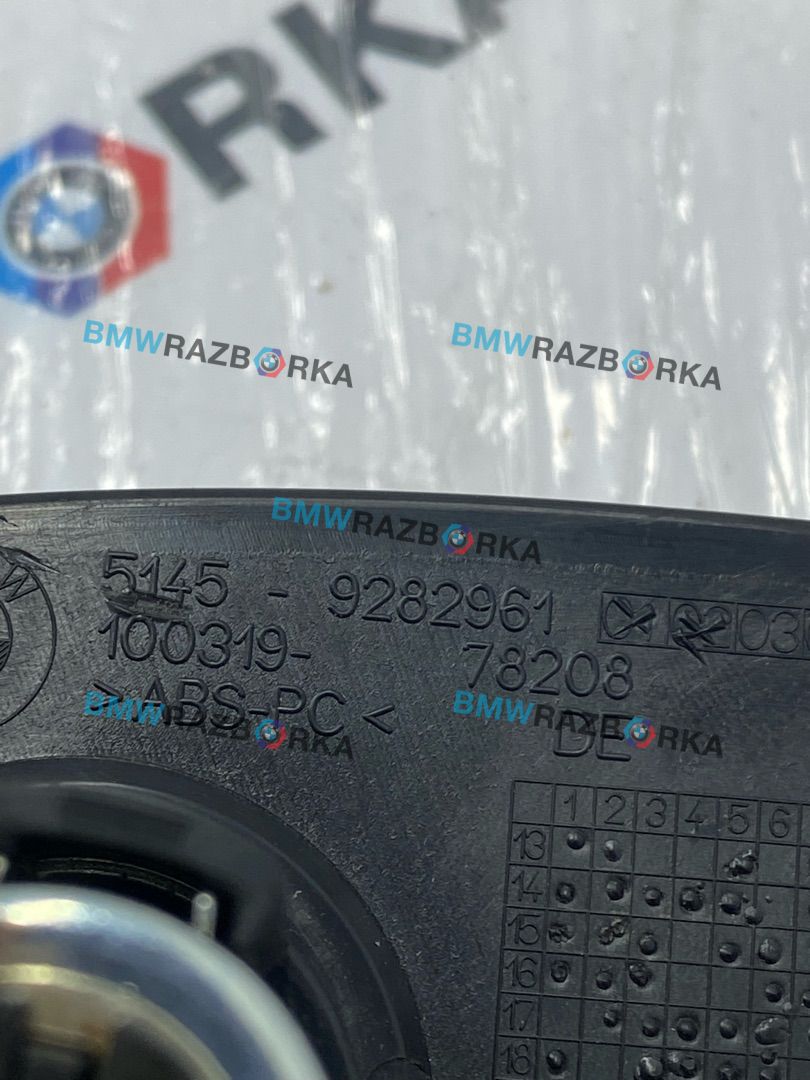 RKA
BMWRAZBORKA BMWRAZBORKA
BMWRAZBORKA
5145 - 9282961
100319- 78208
>ABS-PC<
DE
BMWRAZBORKA BMWRAZBORKA
1 2 3 4 5 6
13
14
15
16
17
18